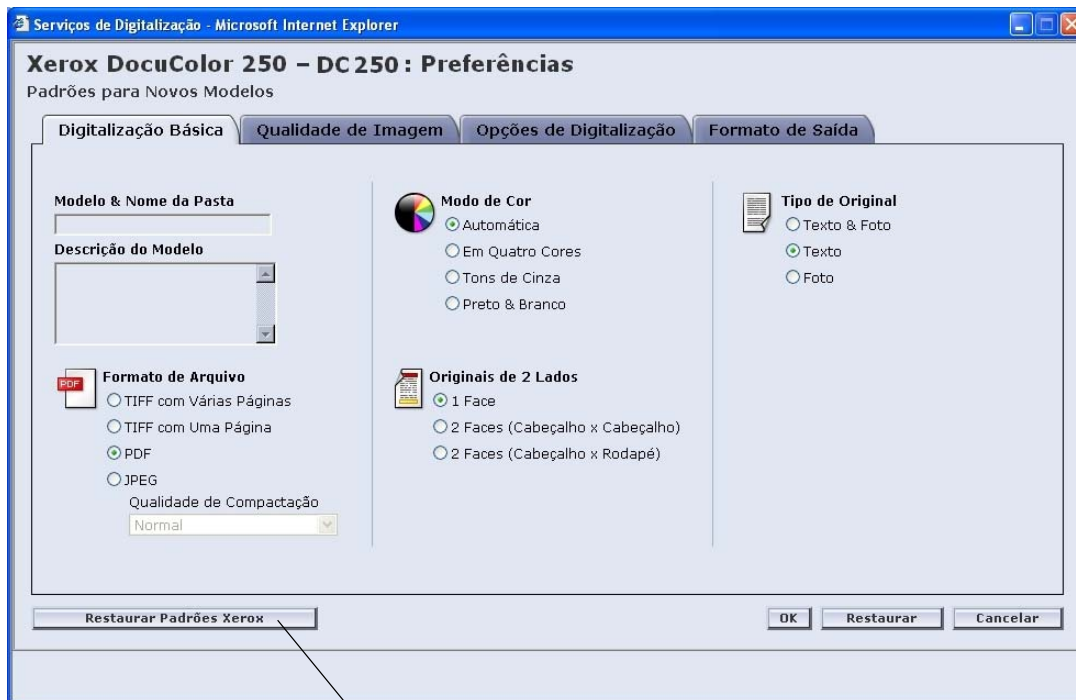 Serviços de Digitalização - Microsoft Internet Explorer
Xerox DocuColor 250 – DC 250 : Preferências
Padrões para Novos Modelos
Digitalização Básica
Qualidade de Imagem
Opções de Digitalização
Formato de Saída
Modelo & Nome da Pasta
Descrição do Modelo
PDF
Formato de Arquivo
TIFF com Várias Páginas
TIFF com Uma Página
PDF
JPEG
Qualidade de Compactação
Normal
Modo de Cor
Automática
Em Quatro Cores
Tons de Cinza
Preto & Branco
Originais de 2 Lados
1 Face
2 Faces (Cabeçalho x Cabeçalho)
2 Faces (Cabeçalho x Rodapé)
Tipo de Original
Texto & Foto
Texto
Foto
Restaurar Padrões Xerox
OK
Restaurar
Cancelar